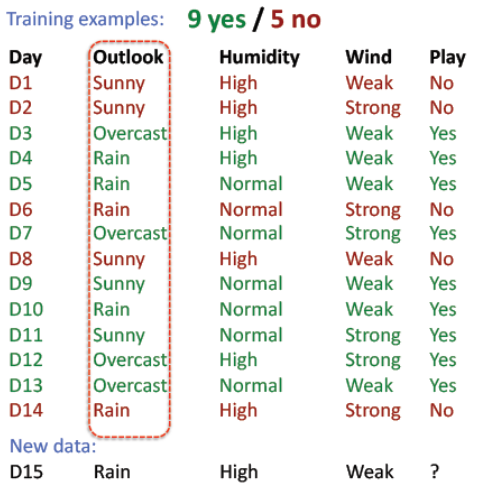 Training examples: 9 yes / 5 no
Day Outlook Humidity Wind Play
D1 Sunny High Weak No
D2 Sunny High Strong No
D3 Overcast High Weak Yes
D4 Rain High Weak Yes
D5 Rain Normal Weak Yes
D6 Rain Normal Strong No
D7 Overcast Normal Strong Yes
D8 Sunny High Weak No
D9 Sunny Normal Weak Yes
D10 Rain Normal Weak Yes
D11 Sunny Normal Strong Yes
D12 Overcast High Strong Yes
D13 Overcast Normal Weak Yes
D14 Rain High Strong No
New data:
D15 Rain High Weak ?